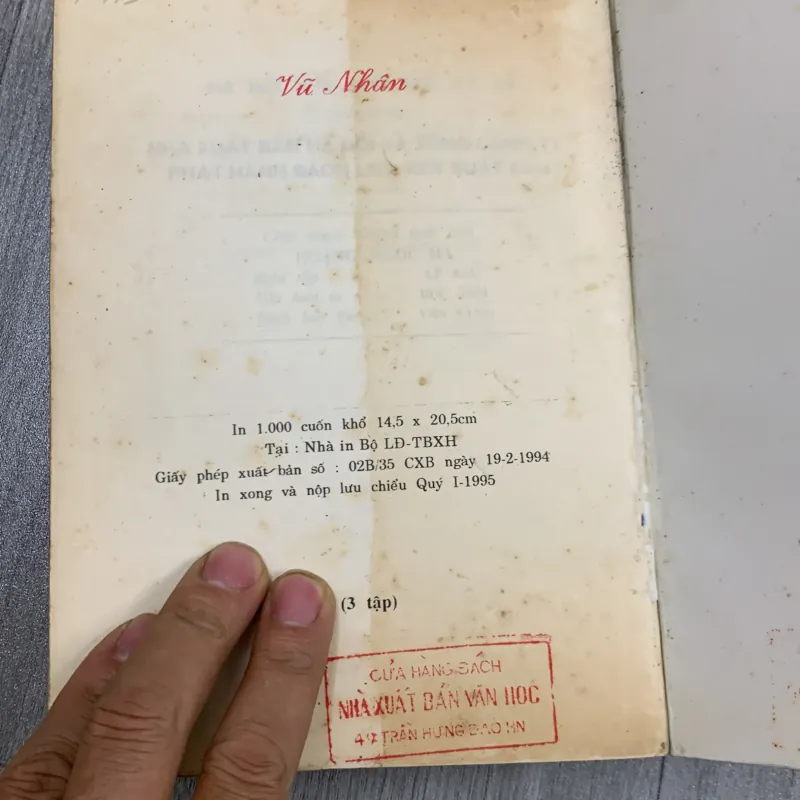 Vũ Nhân
In 1.000 cuốn khổ 14,5 x 20,5cm
Tại : Nhà in Bộ LĐ-TBXH
Giấy phép xuất bản số : 02B/35 CXB ngày 19-2-1994
In xong và nộp lưu chiểu Quý I-1995
(3 tập)
CỬA HÀNG SÁCH
NHÀ XUẤT BẢN VĂN HỌC
49 TRẦN HƯNG ĐẠO HN